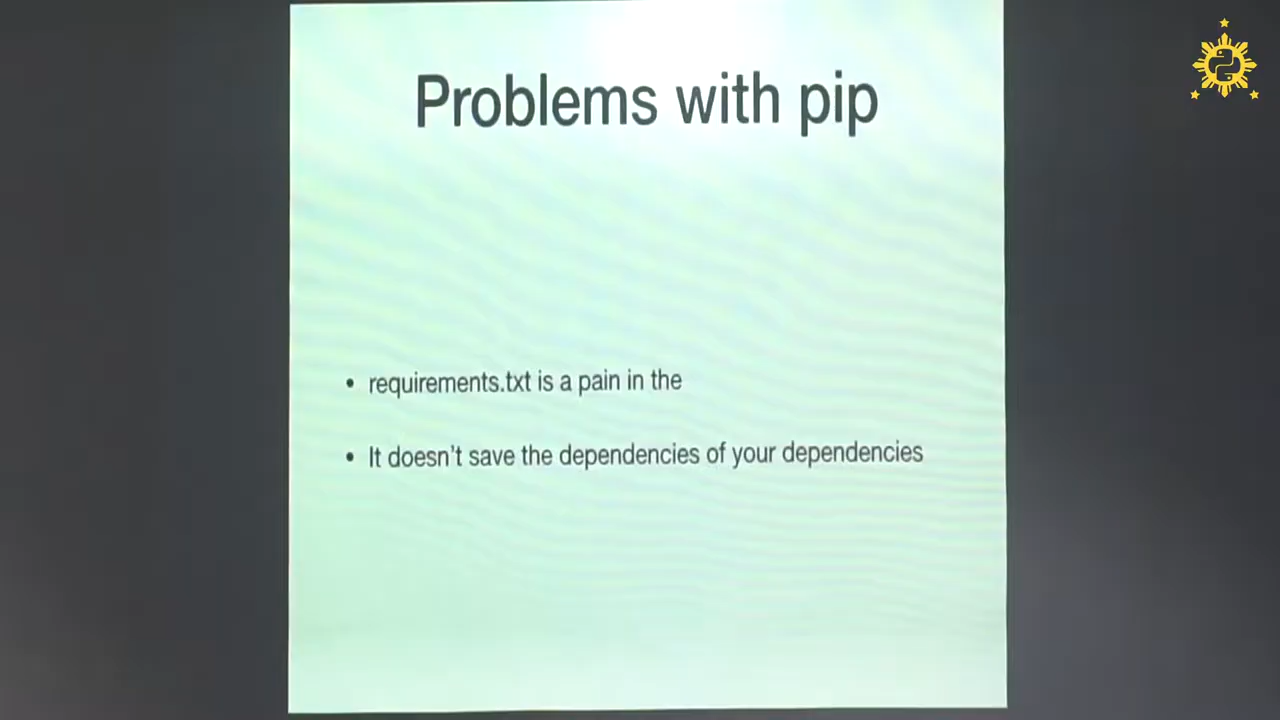 Problems with pip
• requirements.txt is a pain in the
• It doesn't save the dependencies of your dependencies